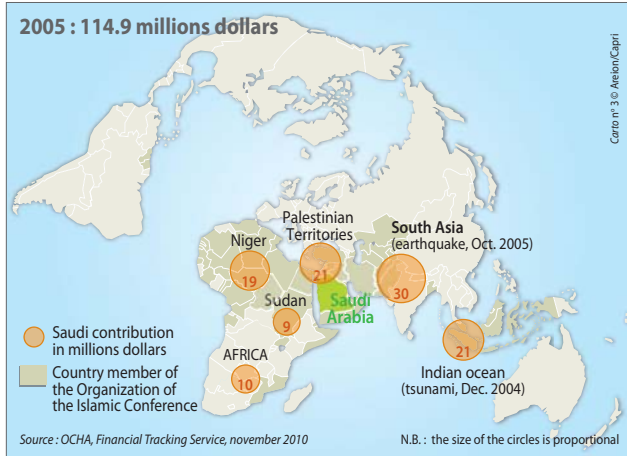 2005 : 114.9 millions dollars
Carto n° 3 © Areion/Capri
Palestinian
Territories
21
South Asia
(earthquake, Oct. 2005)
30
Niger
19
Saudi
Arabia
Sudan
9
AFRICA
10
21
Indian ocean
(tsunami, Dec. 2004)
Saudi contribution
in millions dollars
Country member of
the Organization of
the Islamic Conference
Source : OCHA, Financial Tracking Service, november 2010
N.B. : the size of the circles is proportional